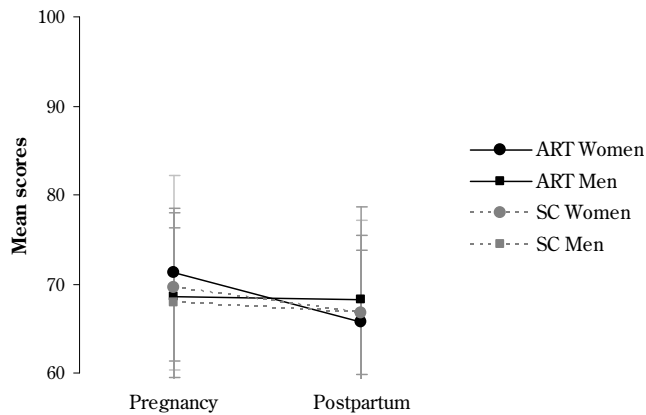 100
90
80
70
60
Mean scores
Pregnancy
Postpartum
ART Women
ART Men
SC Women
SC Men